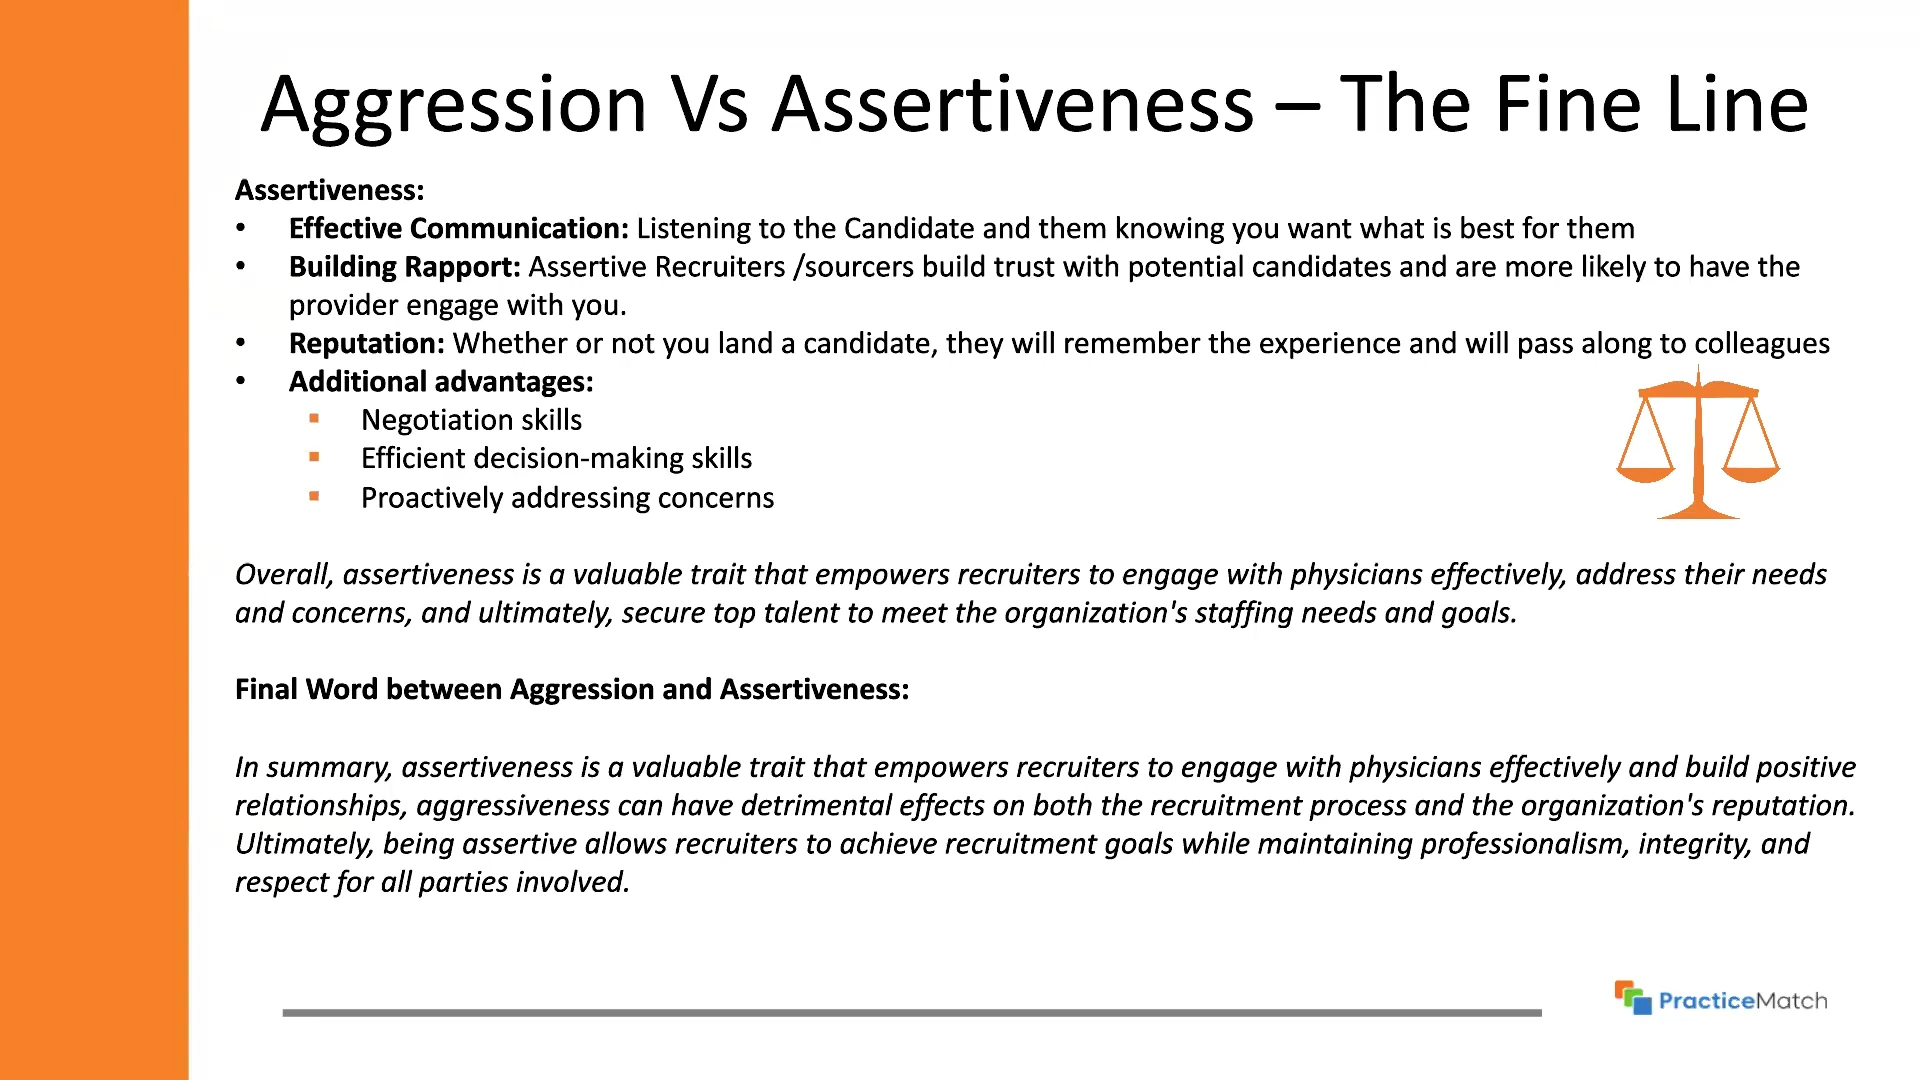 Aggression Vs Assertiveness – The Fine Line
Assertiveness:
• Effective Communication: Listening to the Candidate and them knowing you want what is best for them
• Building Rapport: Assertive Recruiters /sourcers build trust with potential candidates and are more likely to have the
provider engage with you.
• Reputation: Whether or not you land a candidate, they will remember the experience and will pass along to colleagues
• Additional advantages:
▪ Negotiation skills
▪ Efficient decision-making skills
▪ Proactively addressing concerns
Overall, assertiveness is a valuable trait that empowers recruiters to engage with physicians effectively, address their needs
and concerns, and ultimately, secure top talent to meet the organization's staffing needs and goals.
Final Word between Aggression and Assertiveness:
In summary, assertiveness is a valuable trait that empowers recruiters to engage with physicians effectively and build positive
relationships, aggressiveness can have detrimental effects on both the recruitment process and the organization's reputation.
Ultimately, being assertive allows recruiters to achieve recruitment goals while maintaining professionalism, integrity, and
respect for all parties involved.
PracticeMatch